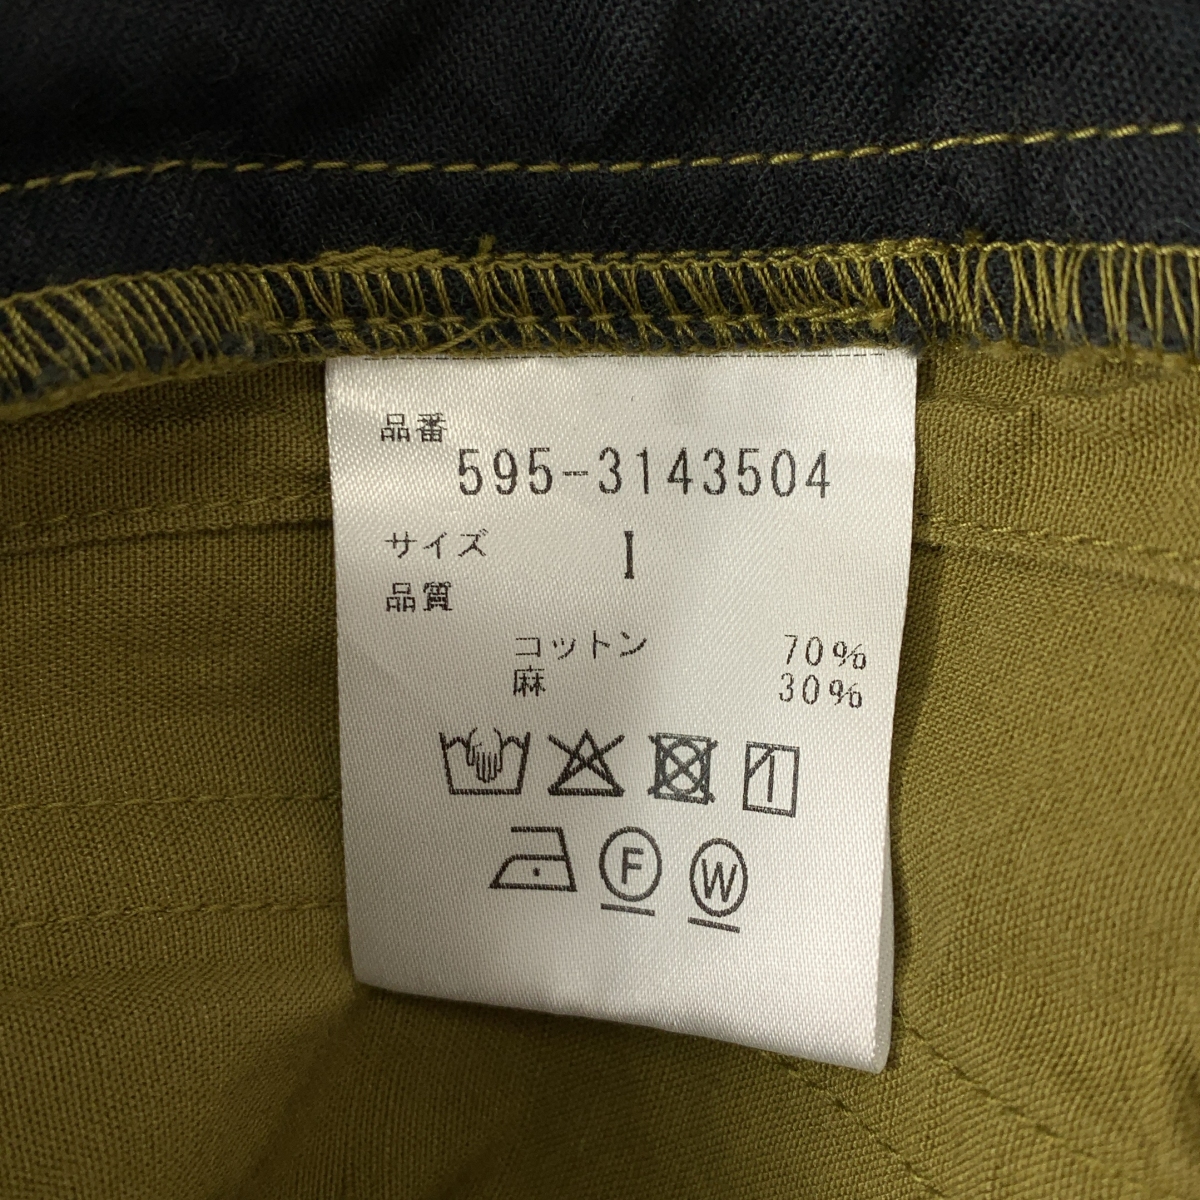 品番
595-3143504
サイズ I
品質
コットン 70%
麻 30%
F W